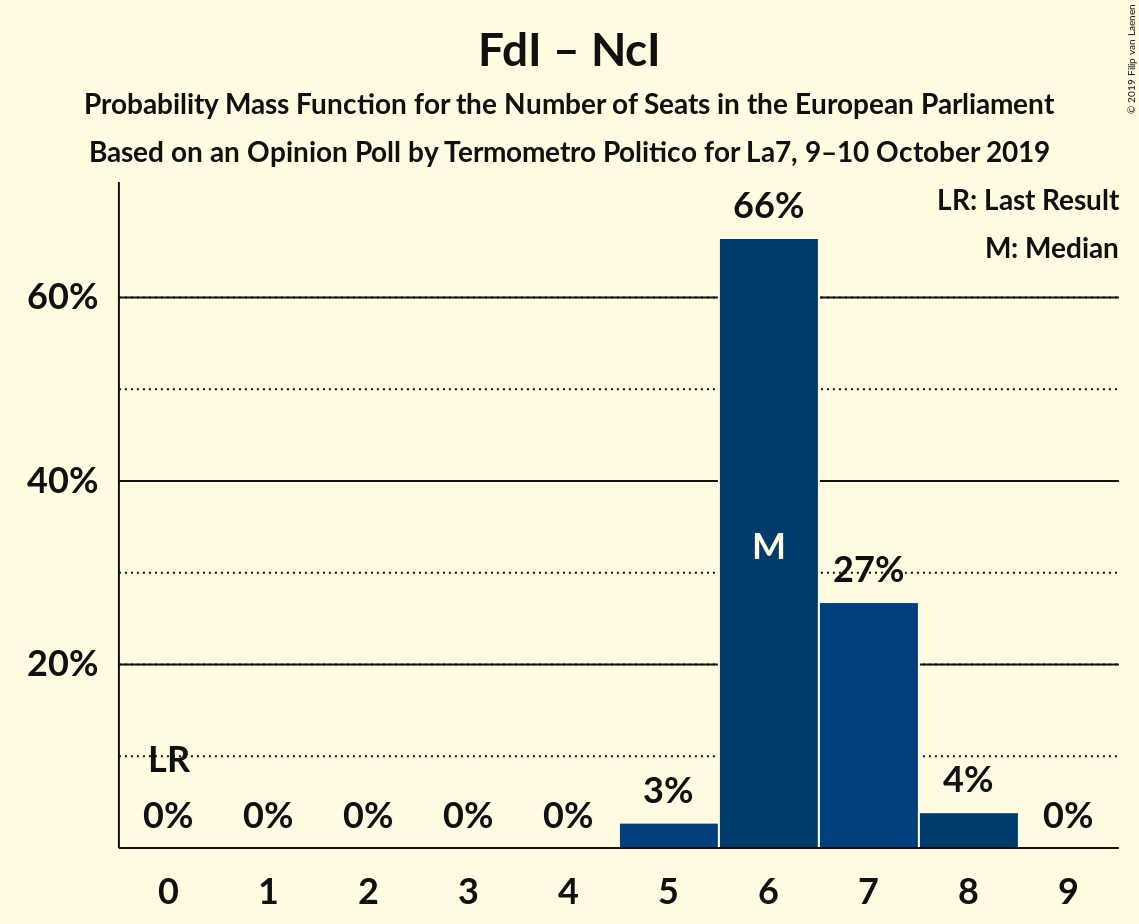 FdI – NcI
Probability Mass Function for the Number of Seats in the European Parliament
Based on an Opinion Poll by Termometro Politico for La7, 9–10 October 2019
© 2019 Filip van Laenen
LR: Last Result
M: Median
66%
60%
40%
M
27%
20%
LR
0%
0%
0%
0%
0%
3%
4%
0%
0 1 2 3 4 5 6 7 8 9